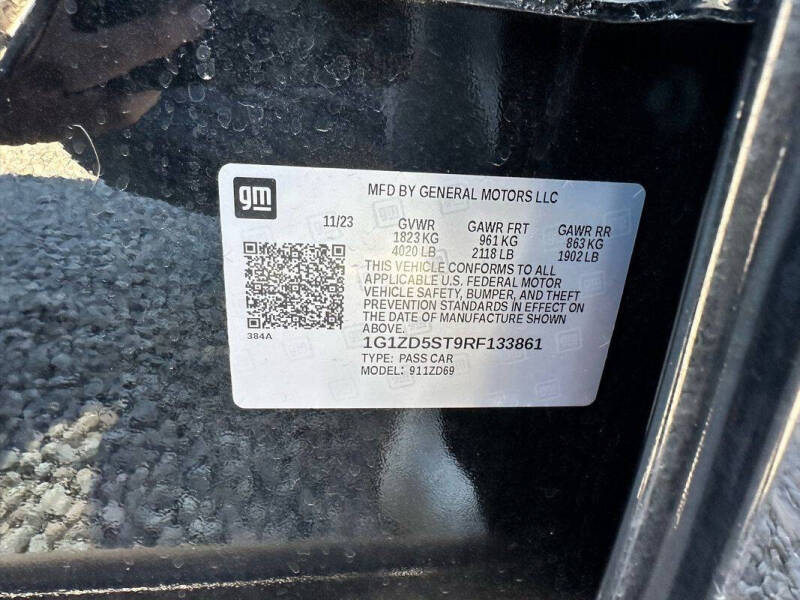 gm
MFD BY GENERAL MOTORS LLC
11/23 GVWR GAWR FRT GAWR RR
1823 KG 961 KG 863 KG
4020 LB 2118 LB 1902 LB
THIS VEHICLE CONFORMS TO ALL
APPLICABLE U.S. FEDERAL MOTOR
VEHICLE SAFETY, BUMPER, AND THEFT
PREVENTION STANDARDS IN EFFECT ON
THE DATE OF MANUFACTURE SHOWN
ABOVE.
384A
1G1ZD5ST9RF133861
TYPE: PASS CAR
MODEL: 911ZD69